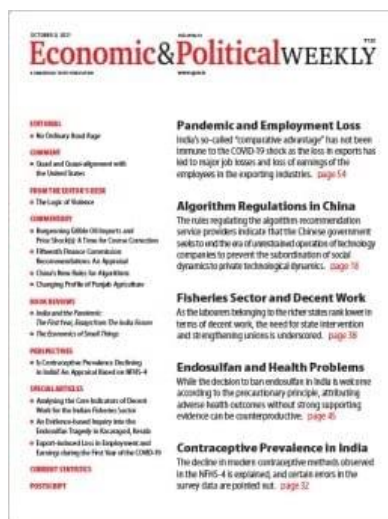 OCTOBER 9, 2021
Economic&PoliticalWEEKLY
A SAMEEKSHA TRUST PUBLICATION
www.epw.in
EDITORIAL
No Ordinary Road Rage
COMMENT
Quad and Quasi-alignment with
the United States
FROM THE EDITOR'S DESK
The Logic of Violence
COMMENTARY
Burgeoning Edible Oil Imports and
Price Shock(s): A Time for Course Correction
Fifteenth Finance Commission
Recommendations: An Appraisal
China's New Rules for Algorithms
Changing Profile of Punjab Agriculture
BOOK REVIEWS
India and the Pandemic:
The First Year, Essays from The India Forum
The Economics of Small Things
PERSPECTIVES
Is Contraceptive Prevalence Declining
in India? An Appraisal Based on NFHS-4
SPECIAL ARTICLES
Analysing the Core Indicators of Decent
Work for the Indian Fisheries Sector
An Evidence-based Inquiry into the
Endosulfan Tragedy in Kasaragod, Kerala
Export-induced Loss in Employment and
Earnings during the First Year of the COVID-19
CURRENT STATISTICS
POSTSCRIPT
Pandemic and Employment Loss
India's so-called "comparative advantage" has not been
immune to the COVID-19 shock as the loss in exports has
led to major job losses and loss of earnings of the
employees in the exporting industries. page 54
Algorithm Regulations in China
The rules regulating the algorithm recommendation
service providers indicate that the Chinese government
seeks to end the era of unrestrained operation of technology
companies to prevent the subordination of social
dynamics to private technological dynamics. page 18
Fisheries Sector and Decent Work
As the labourers belonging to the richer states rank lower in
terms of decent work, the need for state intervention
and strengthening unions is underscored. page 38
Endosulfan and Health Problems
While the decision to ban endosulfan in India is welcome
according to the precautionary principle, attributing
adverse health outcomes without strong supporting
evidence can be counterproductive. page 45
Contraceptive Prevalence in India
The decline in modern contraceptive methods observed
in the NFHS-4 is explained, and certain errors in the
survey data are pointed out. page 32